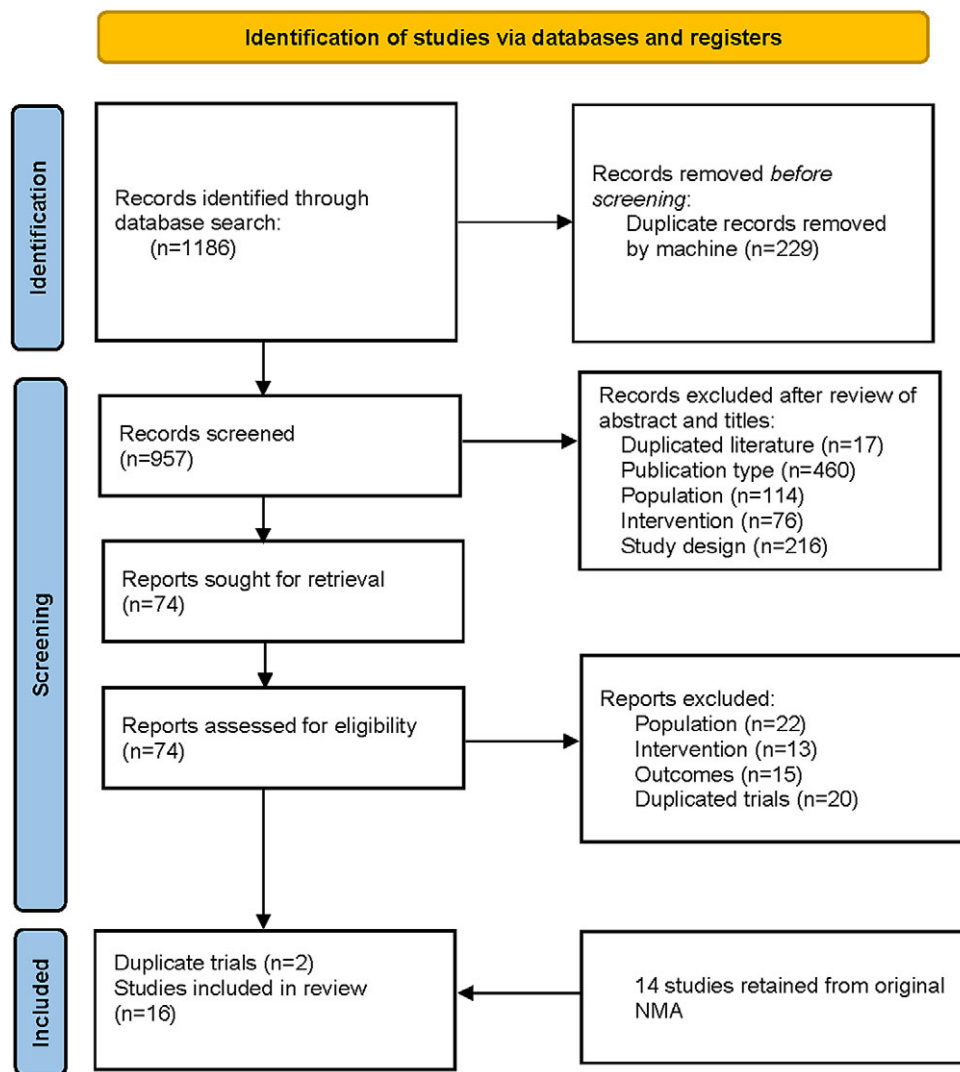 Identification of studies via databases and registers
Identification
Records identified through
database search:
(n=1186)
Records removed before
screening:
Duplicate records removed
by machine (n=229)
Screening
Records screened
(n=957)
Records excluded after review of
abstract and titles:
Duplicated literature (n=17)
Publication type (n=460)
Population (n=114)
Intervention (n=76)
Study design (n=216)
Reports sought for retrieval
(n=74)
Reports assessed for eligibility
(n=74)
Reports excluded:
Population (n=22)
Intervention (n=13)
Outcomes (n=15)
Duplicated trials (n=20)
Included
Duplicate trials (n=2)
Studies included in review
(n=16)
14 studies retained from original
NMA